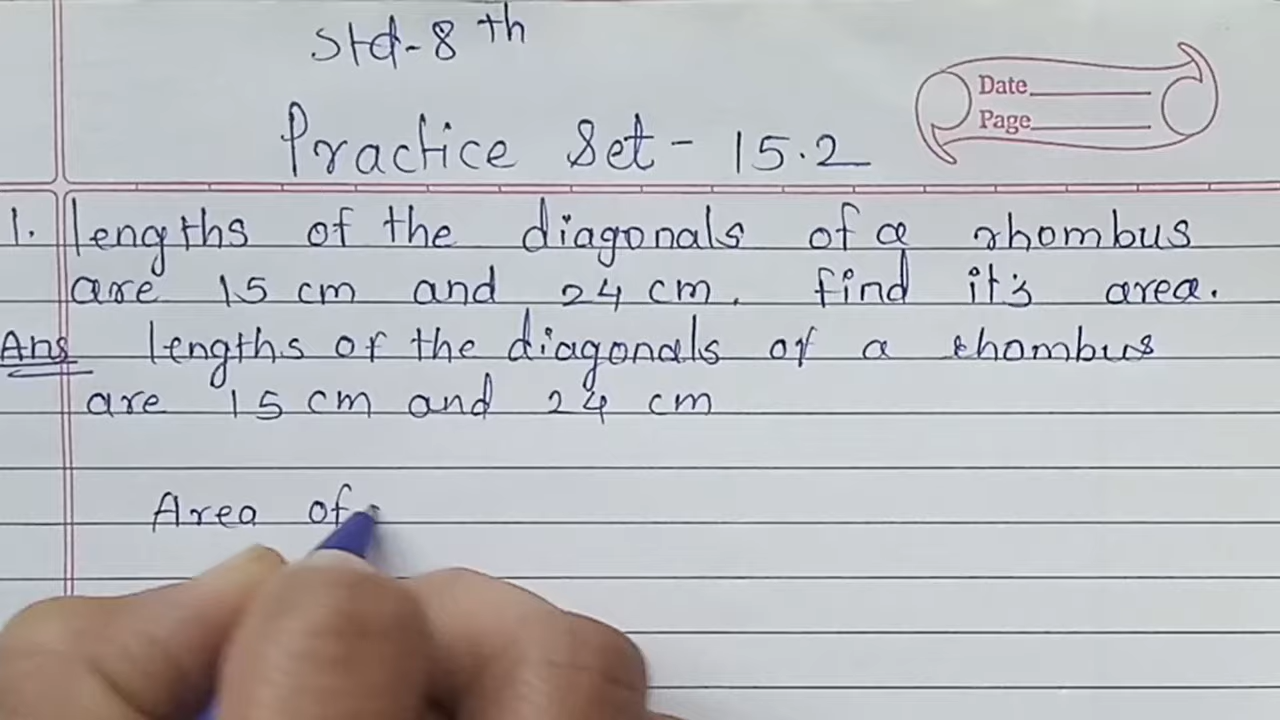 Std-8th
Date
Page
Practice Set - 15.2
1. lengths of the diagonals of a rhombus
are 15 cm and 24 cm. find it's area.
Ans lengths of the diagonals of a rhombus
are 15 cm and 24 cm
Area of